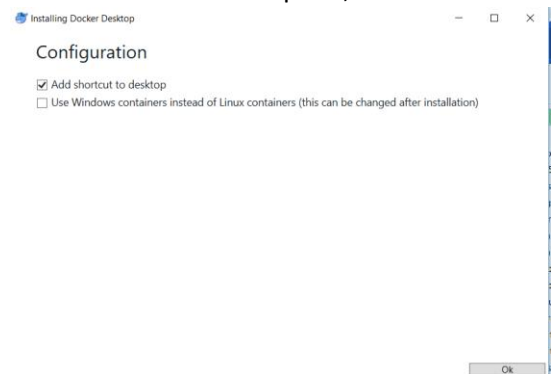 Installing Docker Desktop
Configuration
Add shortcut to desktop
Use Windows containers instead of Linux containers (this can be changed after installation)
Ok